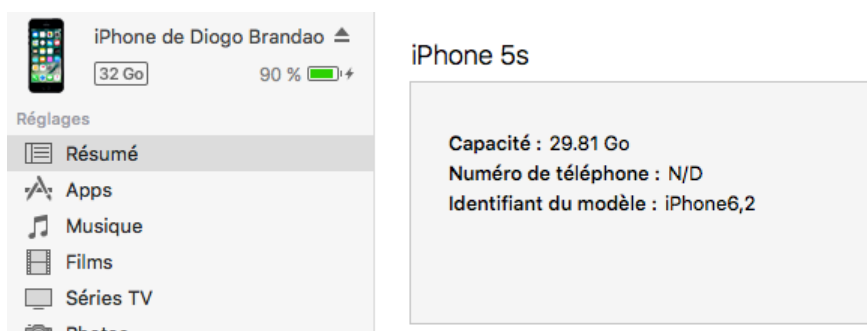 iPhone de Diogo Brandao
32 Go 90 %
Réglages
Résumé
Apps
Musique
Films
Séries TV
Photos
iPhone 5s
Capacité : 29.81 Go
Numéro de téléphone : N/D
Identifiant du modèle : iPhone6,2